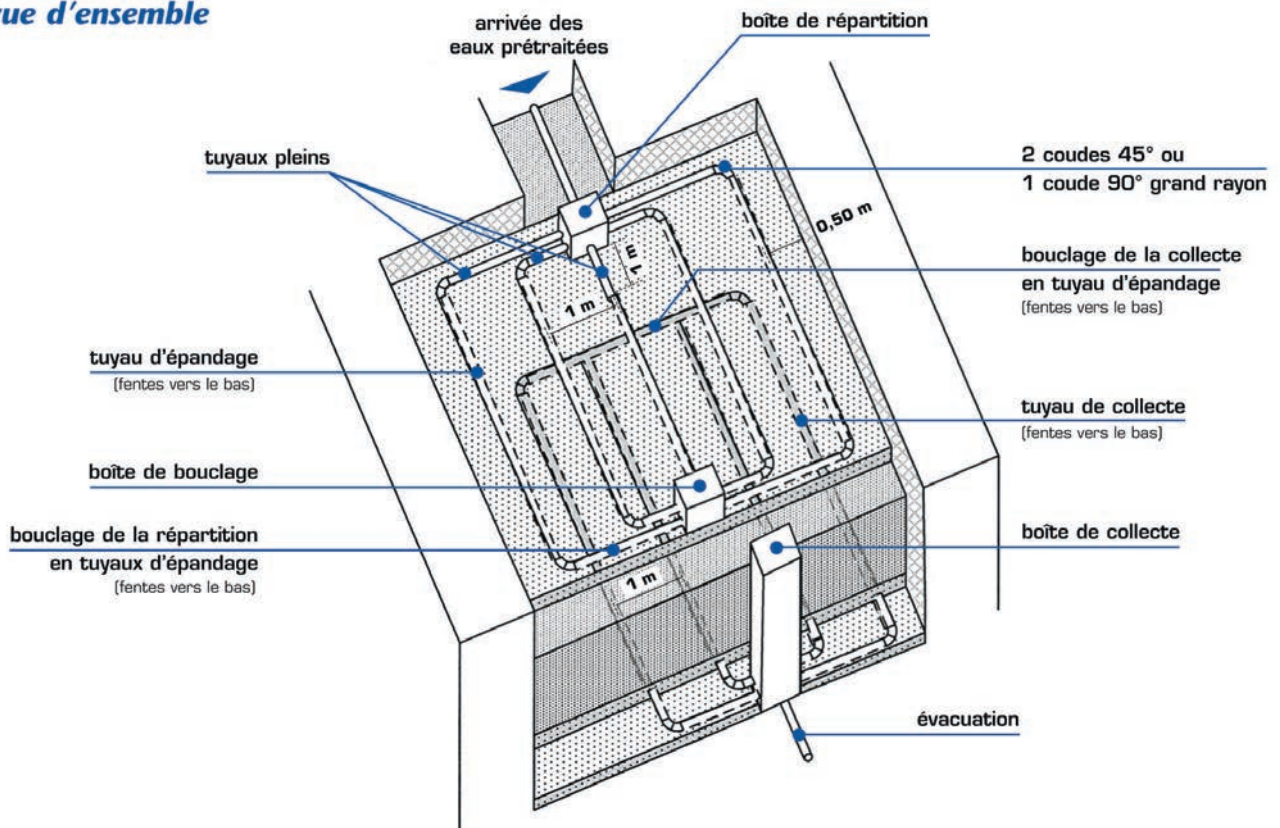 vue d'ensemble
arrivée des
eaux prétraitées
boîte de répartition
tuyaux pleins
2 coudes 45° ou
1 coude 90° grand rayon
0,50 m
1 m
1 m
bouclage de la collecte
en tuyau d'épandage
(fentes vers le bas)
tuyau d'épandage
(fentes vers le bas)
tuyau de collecte
(fentes vers le bas)
boîte de bouclage
bouclage de la répartition
en tuyaux d'épandage
(fentes vers le bas)
boîte de collecte
1 m
évacuation